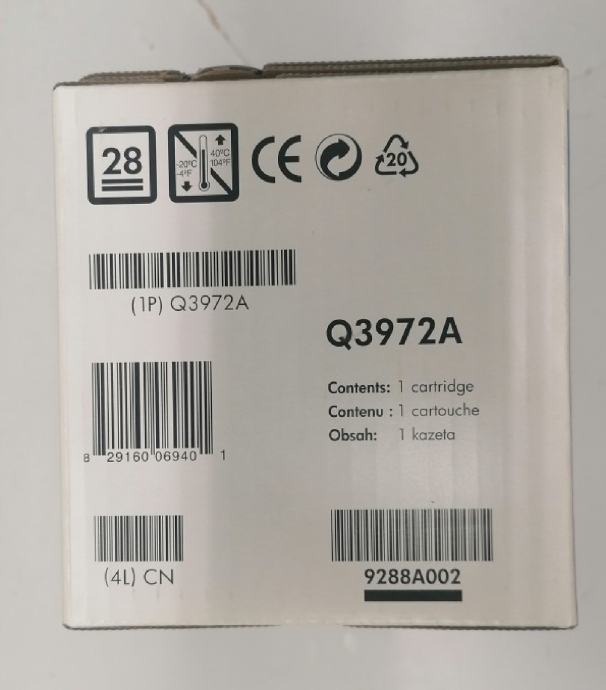 28
-20°C
-4°F
40°C
104°F
CE
20
(1P) Q3972A
Q3972A
Contents: 1 cartridge
Contenu : 1 cartouche
Obsah: 1 kazeta
8 29160 06940 1
(4L) CN
9288A002